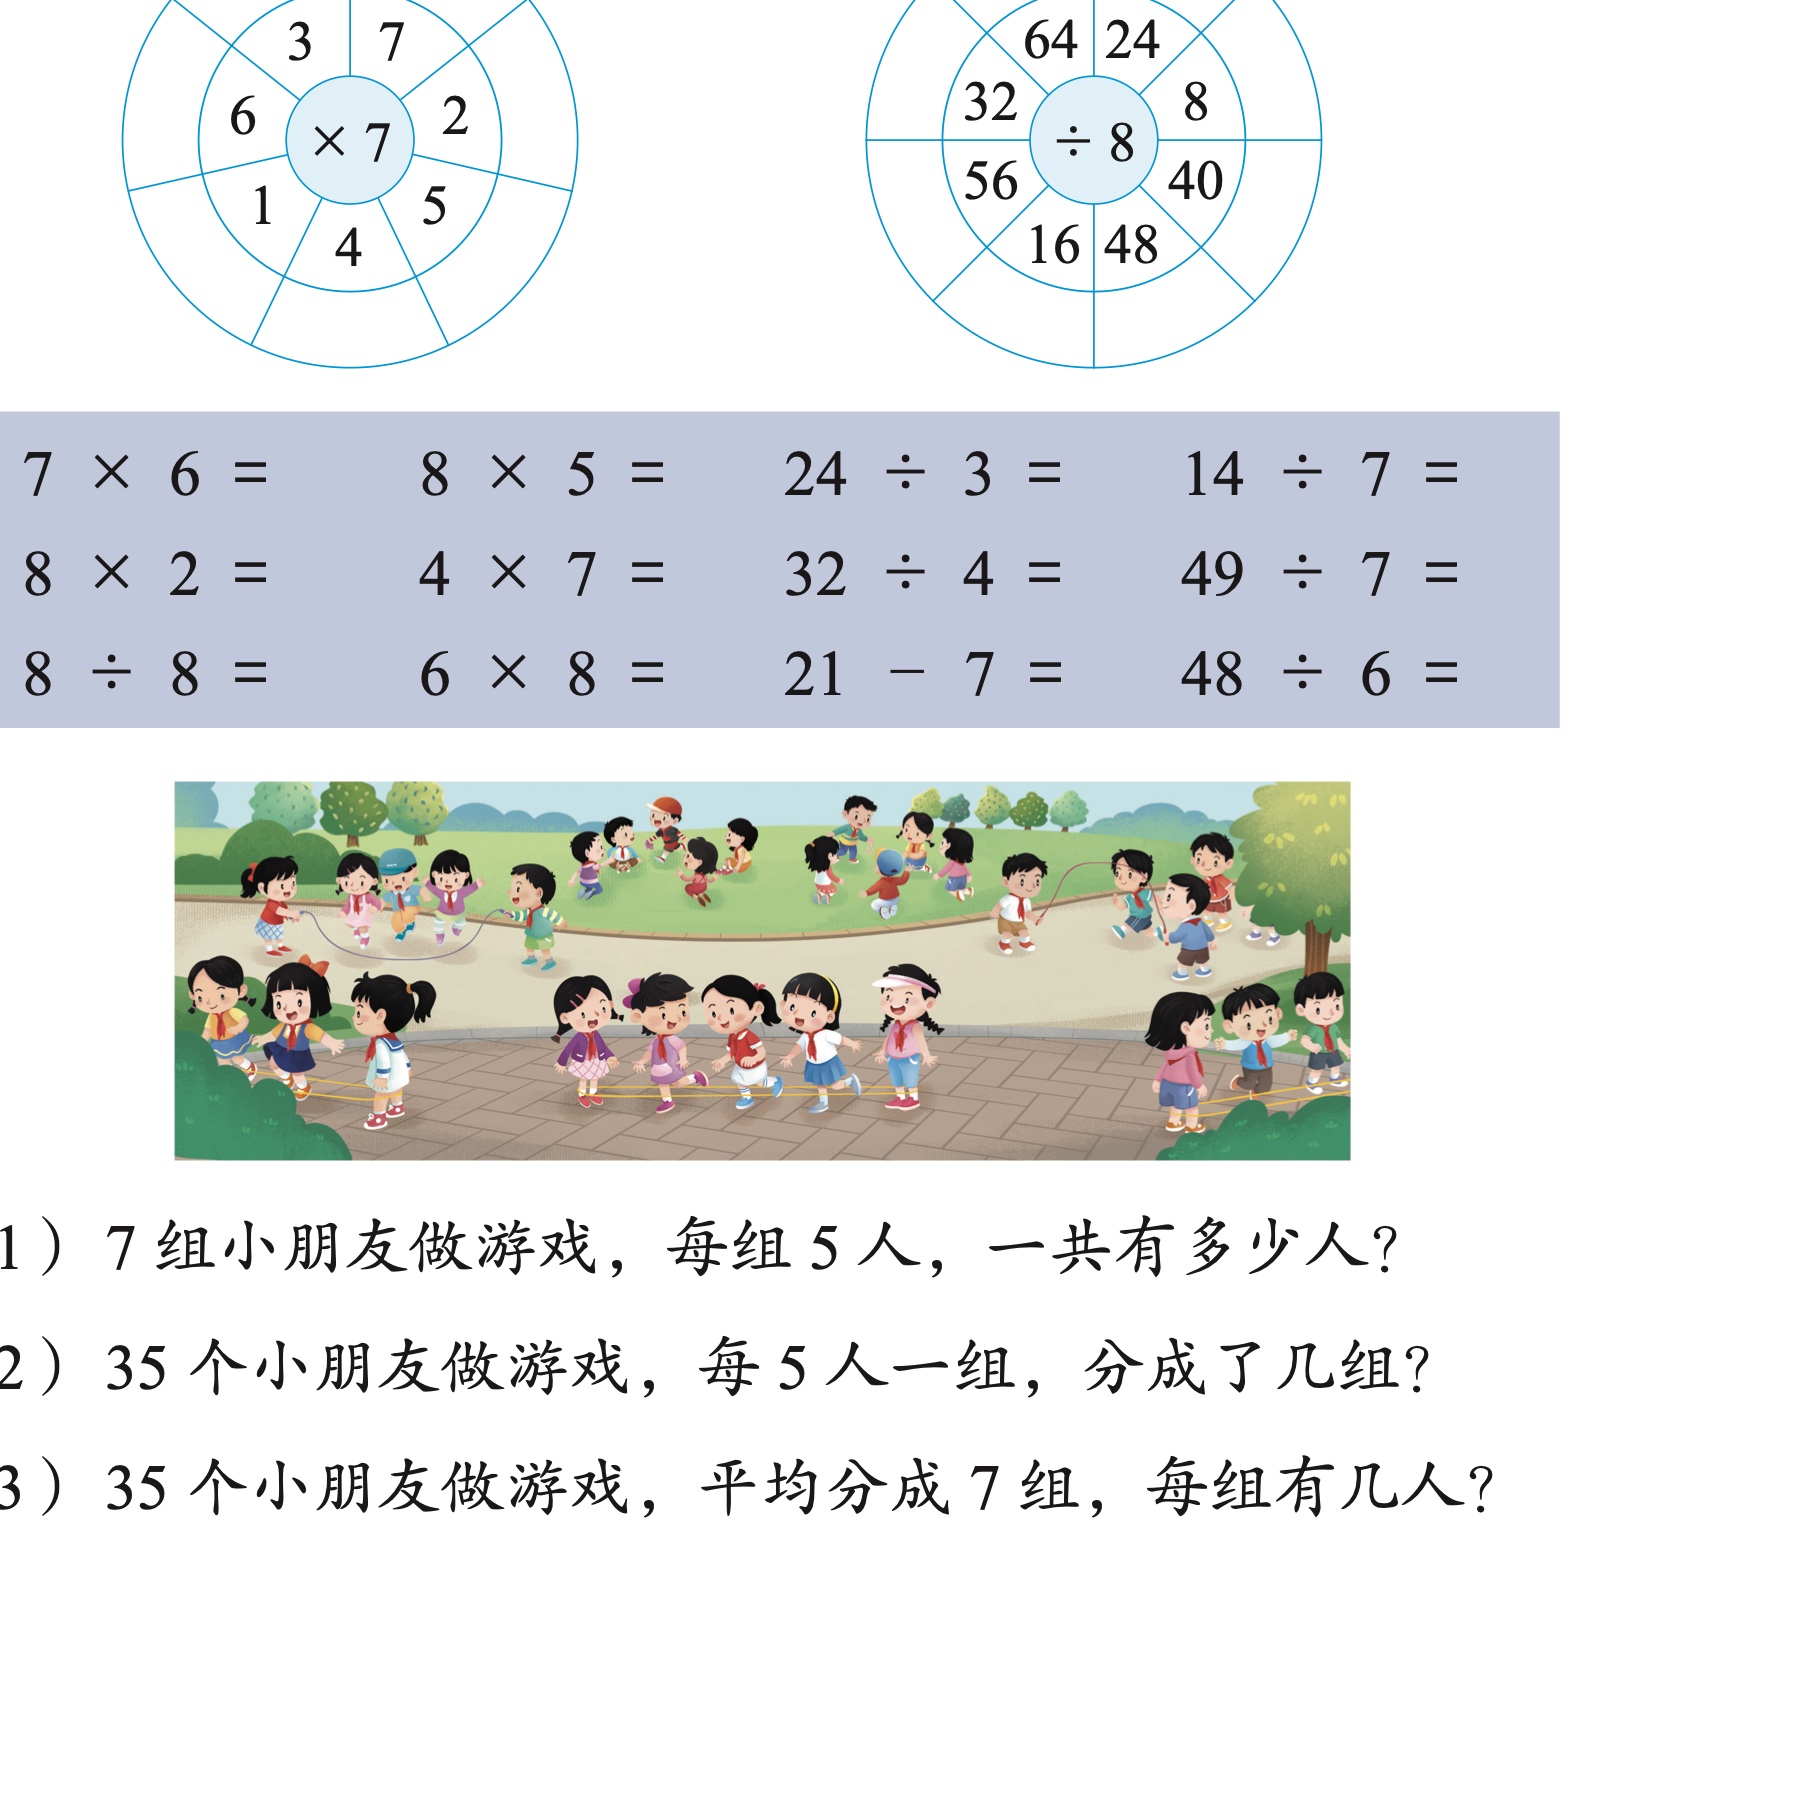 3 7
6 × 7 2
1 5
4
64 24
32 8
÷ 8
56 40
16 48
7 × 6 = 8 × 5 = 24 ÷ 3 = 14 ÷ 7 =
8 × 2 = 4 × 7 = 32 ÷ 4 = 49 ÷ 7 =
8 ÷ 8 = 6 × 8 = 21 − 7 = 48 ÷ 6 =
1） 7 组小朋友做游戏，每组 5 人，一共有多少人？
2） 35 个小朋友做游戏，每 5 人一组，分成了几组？
3） 35 个小朋友做游戏，平均分成 7 组，每组有几人？